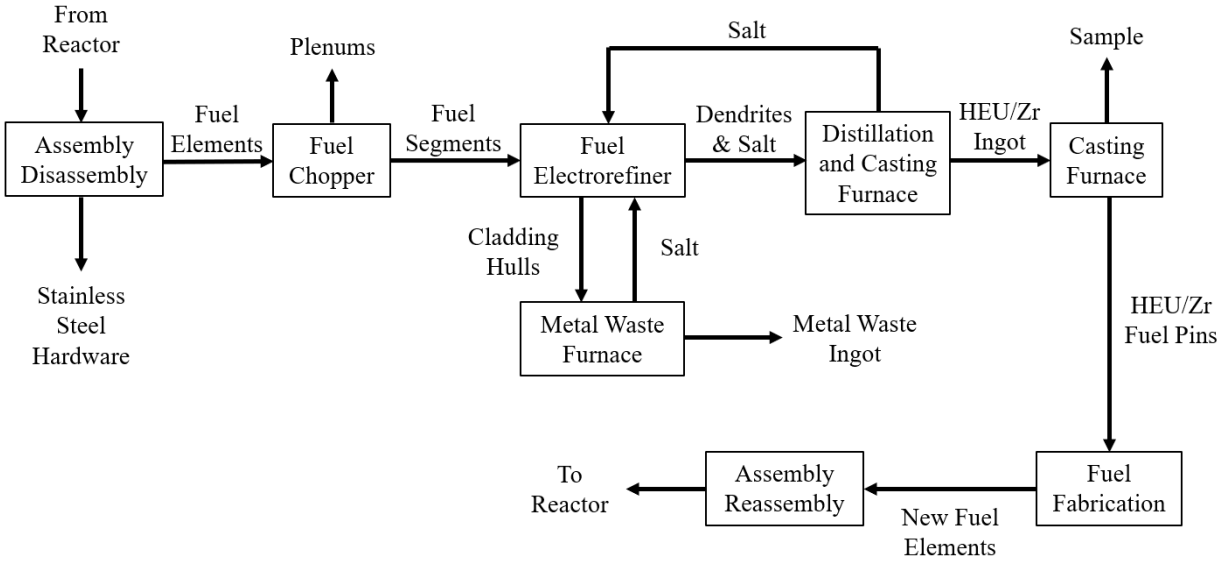 From
Reactor
Assembly
Disassembly
Stainless
Steel
Hardware
Fuel
Elements
Plenums
Fuel
Chopper
Fuel
Segments
Salt
Fuel
Electrorefiner
Cladding
Hulls
Salt
Metal Waste
Furnace
Metal Waste
Ingot
Dendrites
& Salt
Distillation
and Casting
Furnace
HEU/Zr
Ingot
Sample
Casting
Furnace
HEU/Zr
Fuel Pins
Fuel
Fabrication
New Fuel
Elements
Assembly
Reassembly
To
Reactor